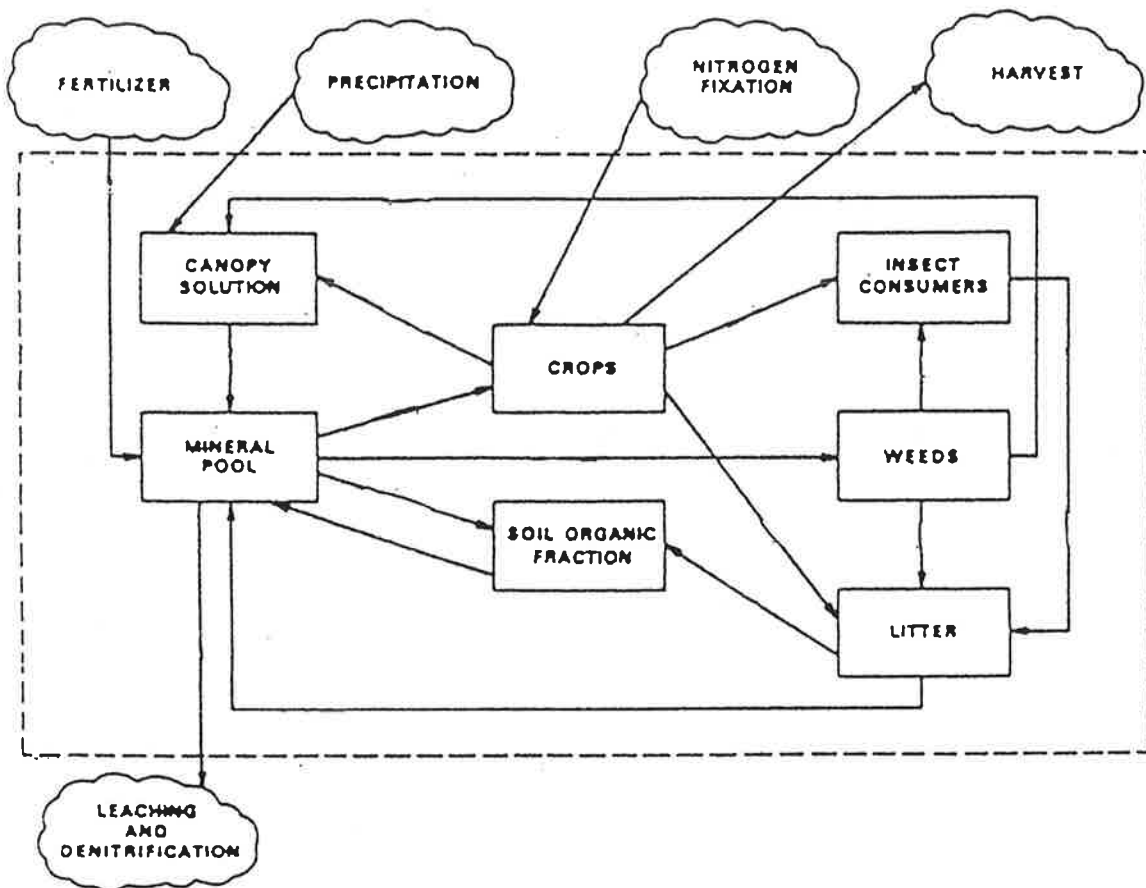 FERTILIZER
PRECIPITATION
NITROGEN
FIXATION
HARVEST
CANOPY
SOLUTION
INSECT
CONSUMERS
CROPS
MINERAL
POOL
WEEDS
SOIL ORGANIC
FRACTION
LITTER
LEACHING
AND
DENITRIFICATION